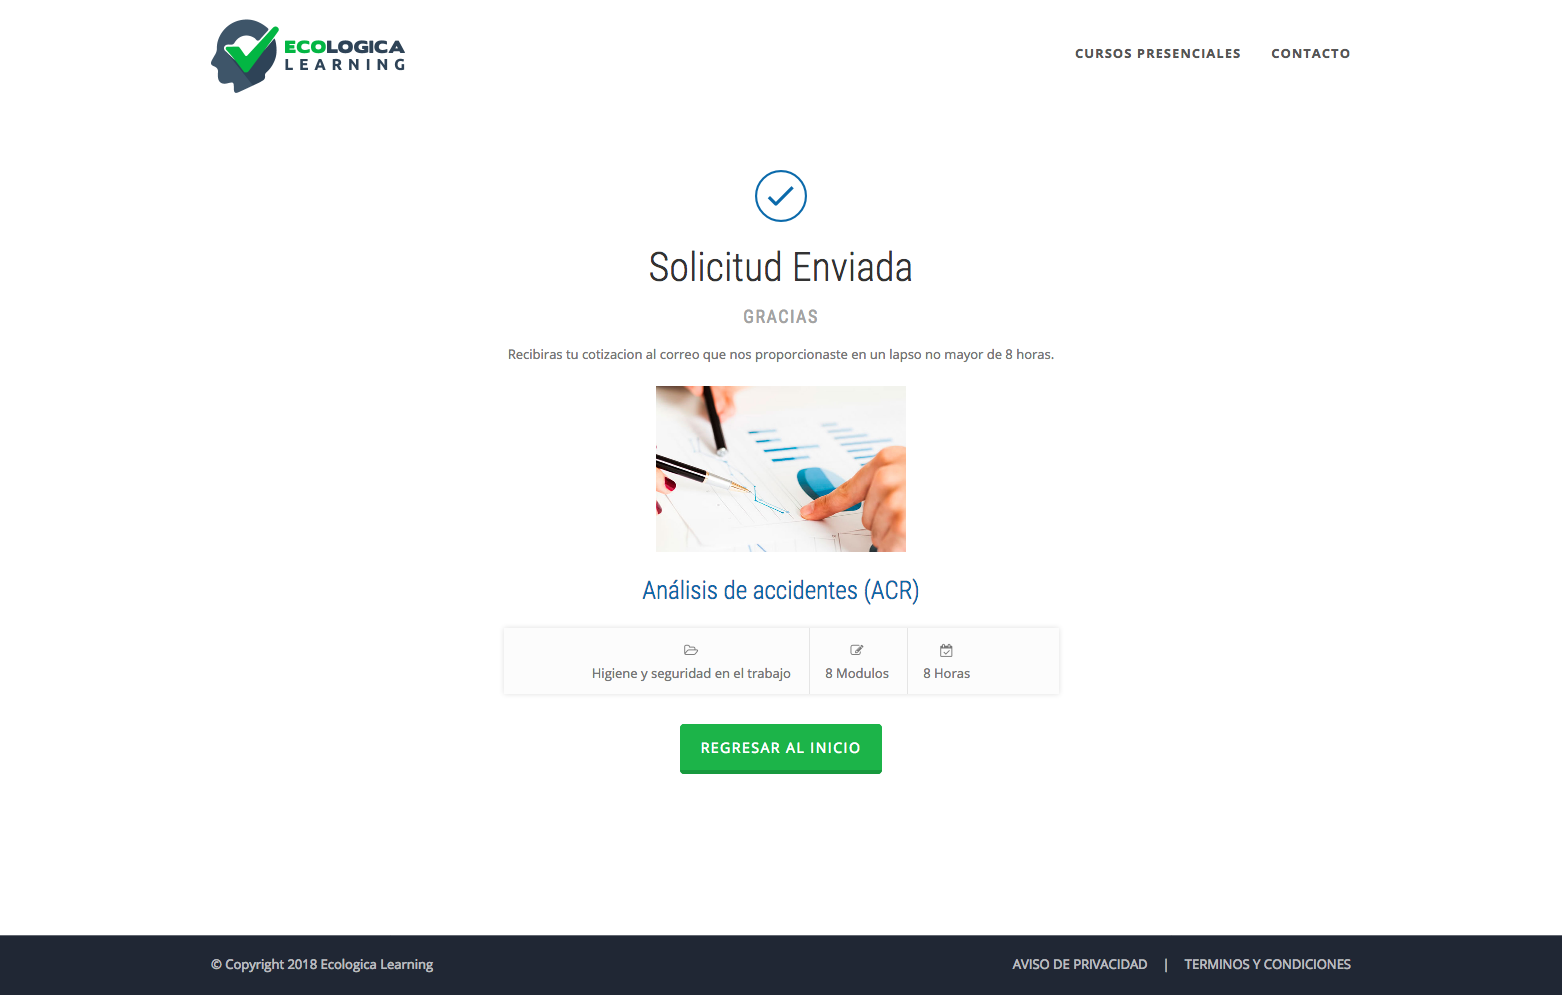 ECOLOGICA
LEARNING
CURSOS PRESENCIALES
CONTACTO
Solicitud Enviada
GRACIAS
Recibiras tu cotizacion al correo que nos proporcionaste en un lapso no mayor de 8 horas.
Análisis de accidentes (ACR)
Higiene y seguridad en el trabajo
8 Modulos
8 Horas
REGRESAR AL INICIO
© Copyright 2018 Ecologica Learning
AVISO DE PRIVACIDAD | TERMINOS Y CONDICIONES